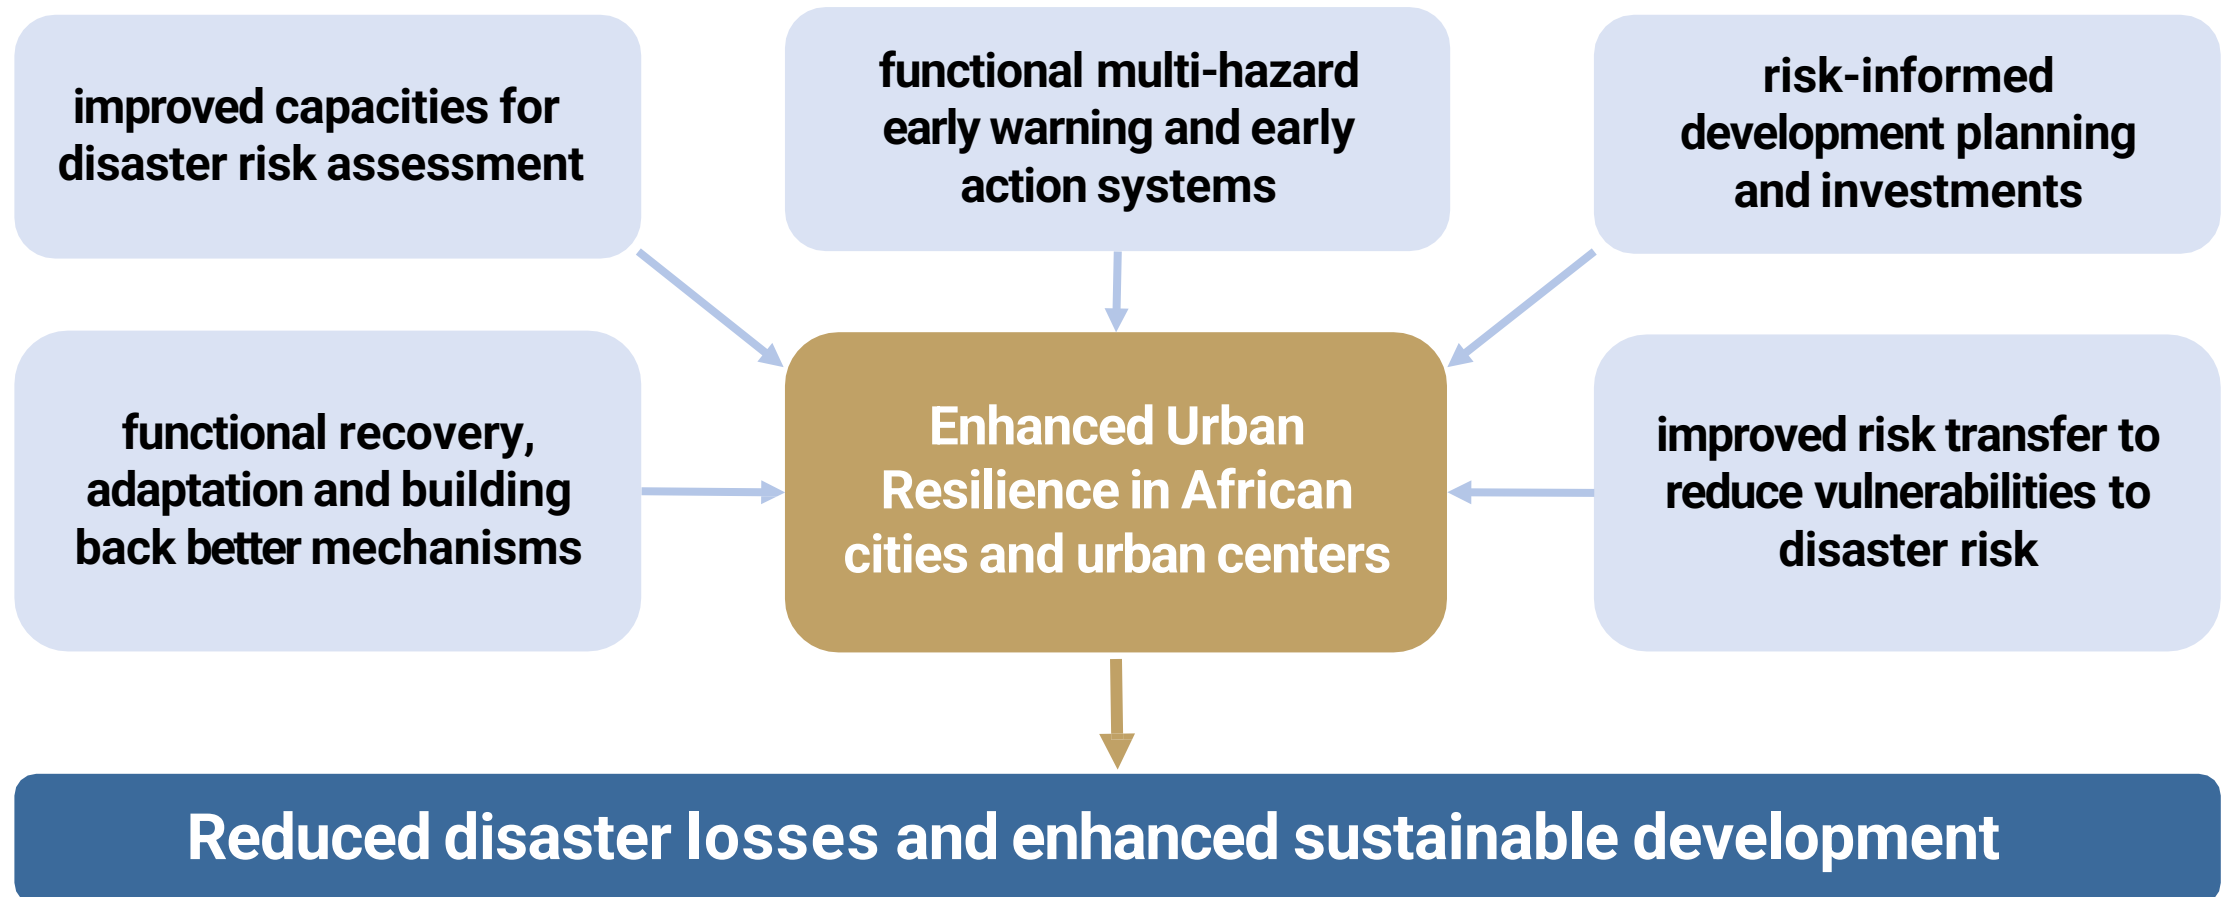 improved capacities for
disaster risk assessment
functional multi-hazard
early warning and early
action systems
risk-informed
development planning
and investments
functional recovery,
adaptation and building
back better mechanisms
Enhanced Urban
Resilience in African
cities and urban centers
improved risk transfer to
reduce vulnerabilities to
disaster risk
Reduced disaster losses and enhanced sustainable development